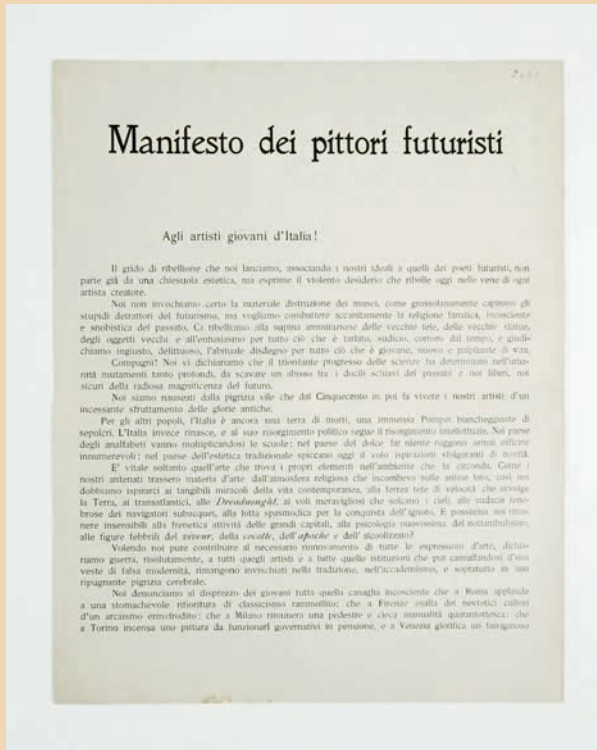 Manifesto dei pittori futuristi
Agli artisti giovani d'Italia!
Il grido di ribellione che noi lanciamo, associando i nostri ideali a quelli dei poeti futuristi, non
parte già da una chiesuola estetica, ma esprime il violento desiderio che ribolle oggi nelle vene di ogni
artista creatore.
Noi non invochiamo certo la materiale distruzione dei musei, come grossolanamente capirono gli
stupidi detrattori del futurismo, ma vogliamo combattere accanitamente la religione fanatica, incosciente
e snobistica del passato. Ci ribelliamo alla supina ammirazione delle vecchie tele, delle vecchie statue,
degli oggetti vecchi e all'entusiasmo per tutto ciò che è tarlato, sudicio, corroso dal tempo, e giudi-
chiamo ingiusto, delittuoso, l'abituale disdegno per tutto ciò che è giovane, nuovo e palpitante di vita.
Compagni! Noi vi dichiariamo che il trionfante progresso delle scienze ha determinato nell'uma-
nità mutamenti tanto profondi, da scavare un abisso tra i docili schiavi del passato e noi liberi, noi
sicuri della radiosa magnificenza del futuro.
Noi siamo nauseati dalla pigrizia vile che dal Cinquecento in poi fa vivere i nostri artisti d'un
incessante sfruttamento delle glorie antiche.
Per gli altri popoli, l'Italia è ancora una terra di morti, una immensa Pompei biancheggiante di
sepolcri. L'Italia invece rinasce, e al suo risorgimento politico segue il risorgimento intellettuale. Nel paese
degli analfabeti vanno moltiplicandosi le scuole; nel paese del dolce far niente ruggono ormai officine
innumerevoli; nel paese dell'estetica tradizionale spiccano oggi il volo ispirazioni sfolgoranti di novità.
E' vitale soltanto quell'arte che trova i propri elementi nell'ambiente che la circonda. Come i
nostri antenati trassero materia d'arte dall'atmosfera religiosa che incombeva sulle anime loro, così noi
dobbiamo ispirarci ai tangibili miracoli della vita contemporanea, alla ferrea rete di velocità che avvolge
la Terra, ai transatlantici, alle Dreadnought, ai voli meravigliosi che solcano i cieli, alle audacie tene-
brose dei navigatori subacquei, alla lotta spasmodica per la conquista dell'ignoto. E possiamo noi rima-
nere insensibili alla frenetica attività delle grandi capitali, alla psicologia nuovissima del nottambulismo,
alle figure febbrili del viveur, della cocotte, dell'apache e dell'alcoolizzato?
Volendo noi pure contribuire al necessario rinnovamento di tutte le espressioni d'arte, dichia-
riamo guerra, risolutamente, a tutti quegli artisti e a tutte quelle istituzioni che pur camuffandosi d'una
veste di falsa modernità, rimangono invischiati nella tradizione, nell'accademismo, e sopratutto in una
ripugnante pigrizia cerebrale.
Noi denunciamo al disprezzo dei giovani tutta quella canaglia incosciente che a Roma applaude
a una stomachevole rifioritura di classicismo rammollito; che a Firenze esalta dei nevrotici cultori
d'un arcaismo ermafrodito; che a Milano rimunera una pedestre e cieca manualità quarantottesca; che
a Torino incensa una pittura da funzionari governativi in pensione, e a Venezia glorifica un farraginoso